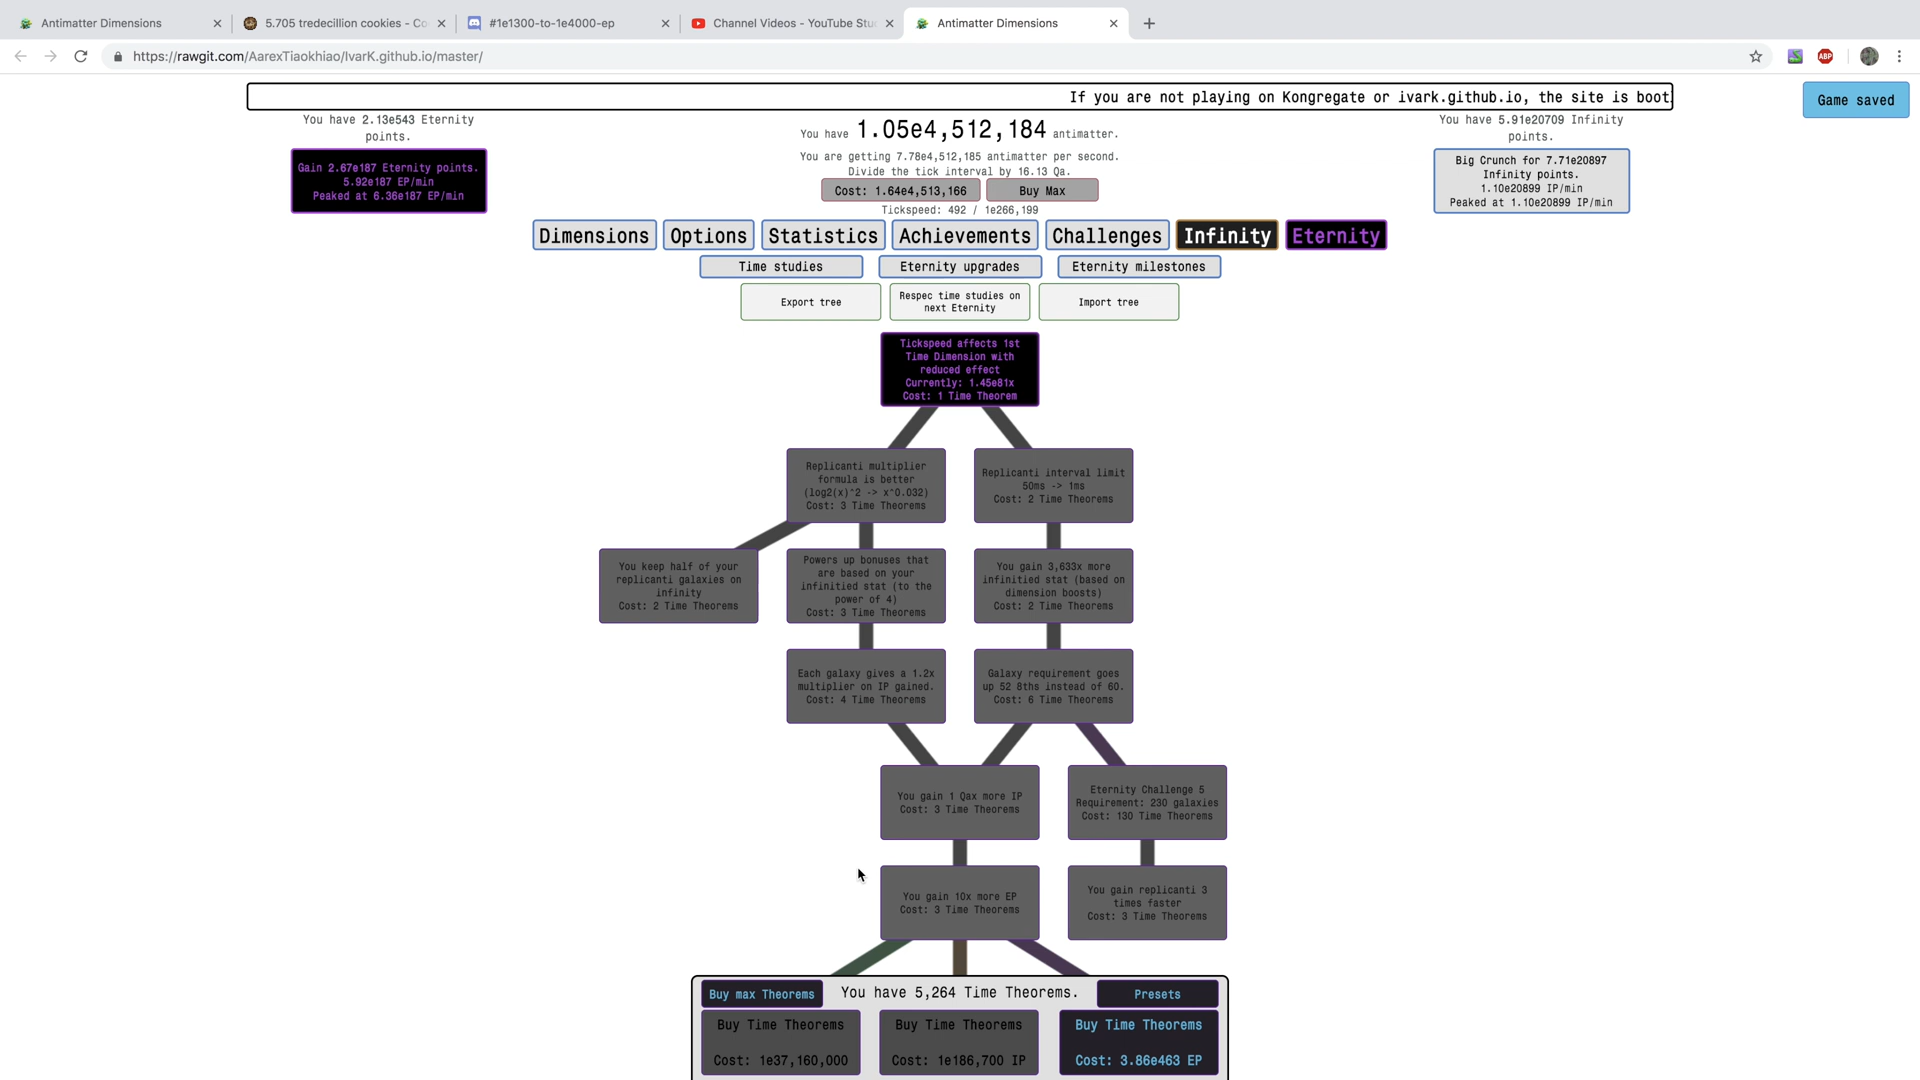 Antimatter Dimensions
5.705 tredecillion cookies - Co
#1e1300-to-1e4000-ep
Channel Videos - YouTube Stu
Antimatter Dimensions
https://rawgit.com/AarexTiaokhiao/IvarK.github.io/master/
ABP
If you are not playing on Kongregate or ivark.github.io, the site is boot
Game saved
You have 2.13e543 Eternity
points.
Gain 2.67e187 Eternity points.
5.92e187 EP/min
Peaked at 6.36e187 EP/min
You have 1.05e4,512,184 antimatter.
You are getting 7.78e4,512,185 antimatter per second.
Divide the tick interval by 16.13 Qa.
Cost: 1.64e4,513,166
Buy Max
Tickspeed: 492 / 1e266,199
You have 5.91e20709 Infinity
points.
Big Crunch for 7.71e20897
Infinity points.
1.10e20899 IP/min
Peaked at 1.10e20899 IP/min
Dimensions
Options
Statistics
Achievements
Challenges
Infinity
Eternity
Time studies
Eternity upgrades
Eternity milestones
Export tree
Respec time studies on
next Eternity
Import tree
Tickspeed affects 1st
Time Dimension with
reduced effect
Currently: 1.45e81x
Cost: 1 Time Theorem
Replicanti multiplier
formula is better
(log2(x)^2 -> x^0.032)
Cost: 3 Time Theorems
Replicanti interval limit
50ms -> 1ms
Cost: 2 Time Theorems
You keep half of your
replicanti galaxies on
infinity
Cost: 2 Time Theorems
Powers up bonuses that
are based on your
infinitied stat (to the
power of 4)
Cost: 3 Time Theorems
You gain 3,633x more
infinitied stat (based on
dimension boosts)
Cost: 2 Time Theorems
Each galaxy gives a 1.2x
multiplier on IP gained.
Cost: 4 Time Theorems
Galaxy requirement goes
up 52 8ths instead of 60.
Cost: 6 Time Theorems
You gain 1 Qax more IP
Cost: 3 Time Theorems
Eternity Challenge 5
Requirement: 230 galaxies
Cost: 130 Time Theorems
You gain 10x more EP
Cost: 3 Time Theorems
You gain replicanti 3
times faster
Cost: 3 Time Theorems
Buy max Theorems
You have 5,264 Time Theorems.
Presets
Buy Time Theorems
Cost: 1e37,160,000
Buy Time Theorems
Cost: 1e186,700 IP
Buy Time Theorems
Cost: 3.86e463 EP